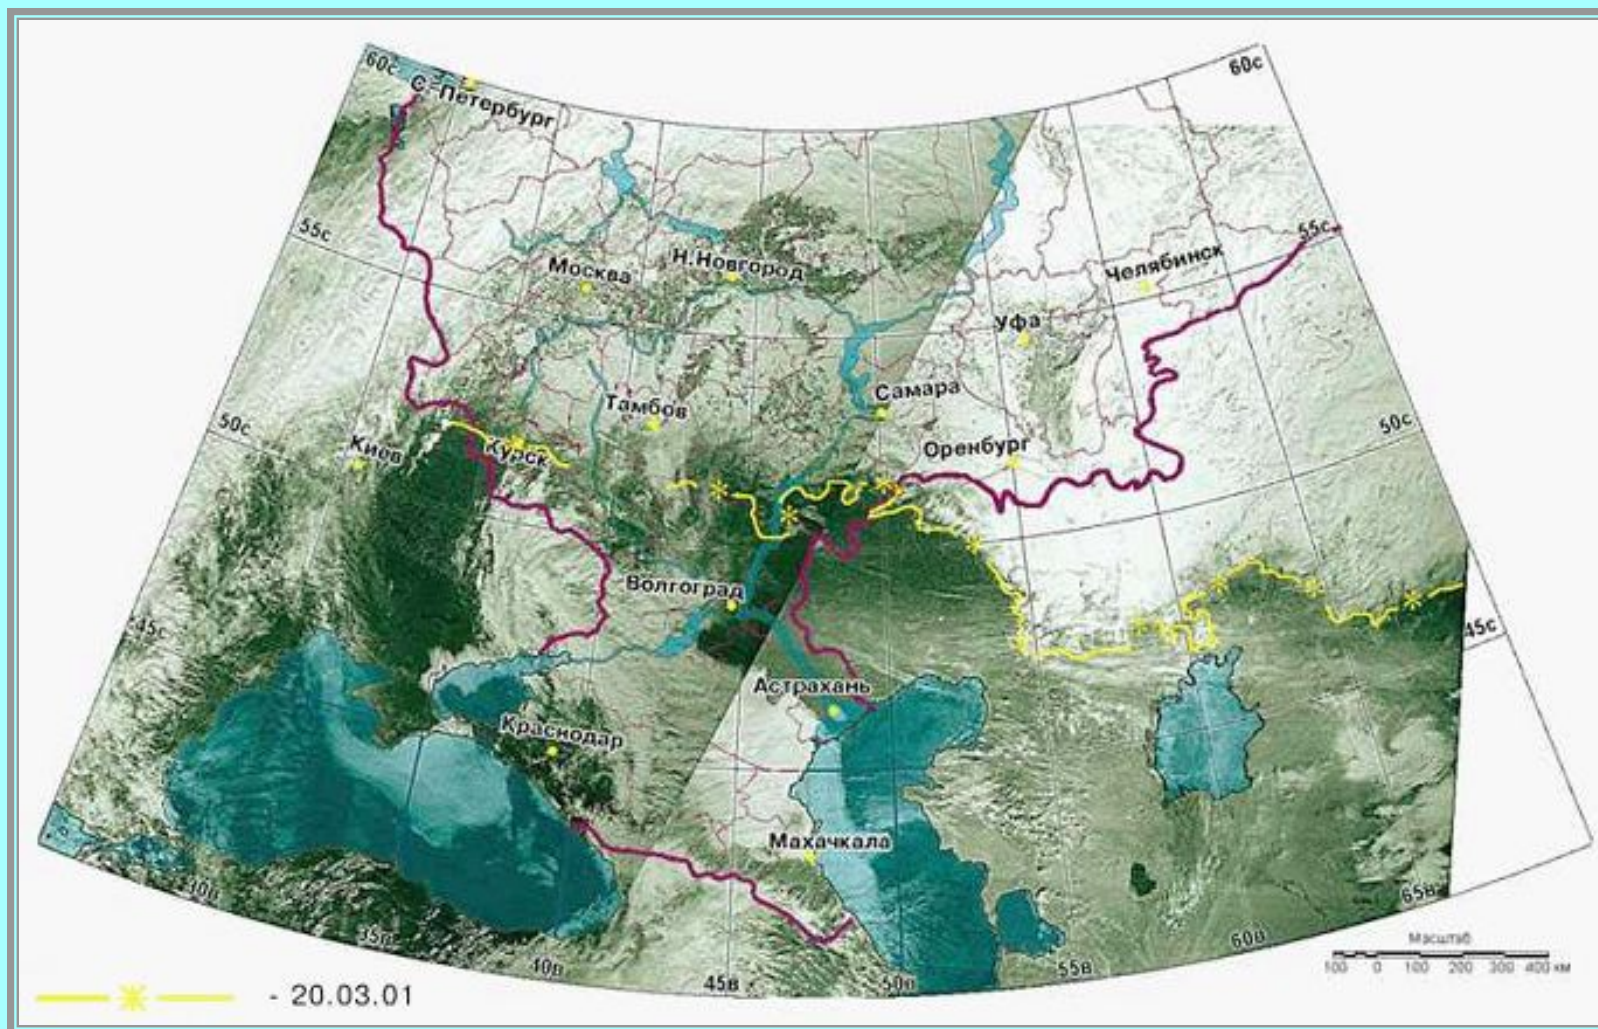 60с
60с
С.-Петербург
55с
55с
Москва
Н.Новгород
Челябинск
Уфа
Самара
Тамбов
50с
50с
Киев
Курск
Оренбург
Волгоград
45с
45с
Астрахань
Краснодар
Махачкала
30в
35в
40в
45в
50в
55в
60в
65в
Масштаб
100 0 100 200 300 400 км
- 20.03.01